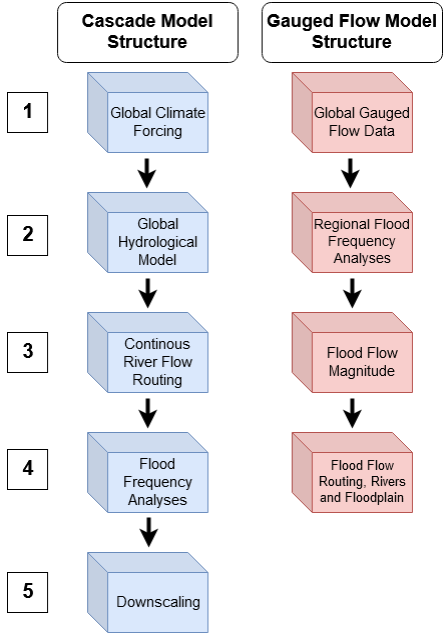 Cascade Model
Structure
Gauged Flow Model
Structure
1
Global Climate
Forcing
Global Gauged
Flow Data
2
Global
Hydrological
Model
Regional Flood
Frequency
Analyses
3
Continous
River Flow
Routing
Flood Flow
Magnitude
4
Flood
Frequency
Analyses
Flood Flow
Routing, Rivers
and Floodplain
5
Downscaling